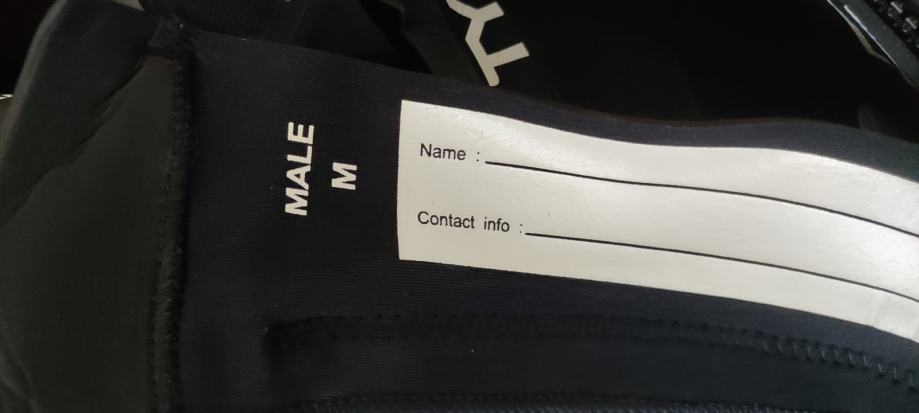 MALE
M
Name :
Contact info :